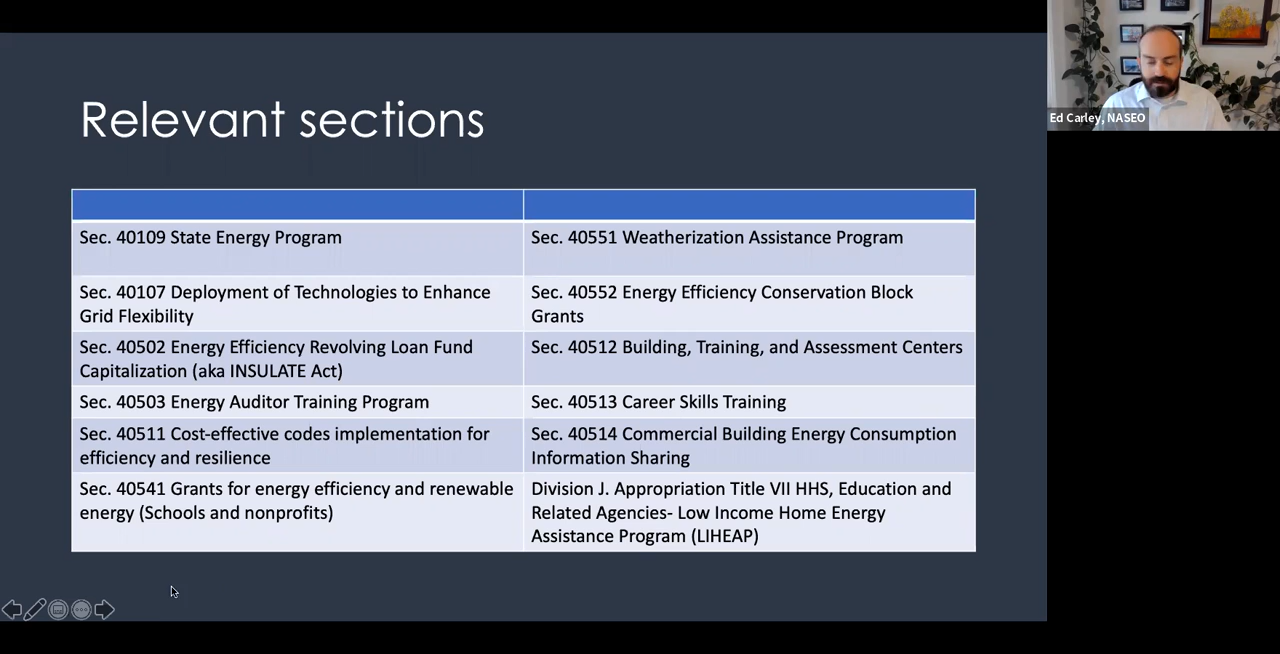 Relevant sections
Sec. 40109 State Energy Program
Sec. 40551 Weatherization Assistance Program
Sec. 40107 Deployment of Technologies to Enhance
Grid Flexibility
Sec. 40552 Energy Efficiency Conservation Block
Grants
Sec. 40502 Energy Efficiency Revolving Loan Fund
Capitalization (aka INSULATE Act)
Sec. 40512 Building, Training, and Assessment Centers
Sec. 40503 Energy Auditor Training Program
Sec. 40513 Career Skills Training
Sec. 40511 Cost-effective codes implementation for
efficiency and resilience
Sec. 40514 Commercial Building Energy Consumption
Information Sharing
Sec. 40541 Grants for energy efficiency and renewable
energy (Schools and nonprofits)
Division J. Appropriation Title VII HHS, Education and
Related Agencies- Low Income Home Energy
Assistance Program (LIHEAP)
Ed Carley, NASEO